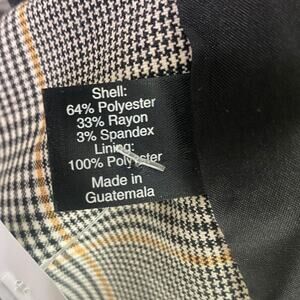 Shell:
64% Polyester
33% Rayon
3% Spandex
Lining:
100% Polyester
Made in
Guatemala